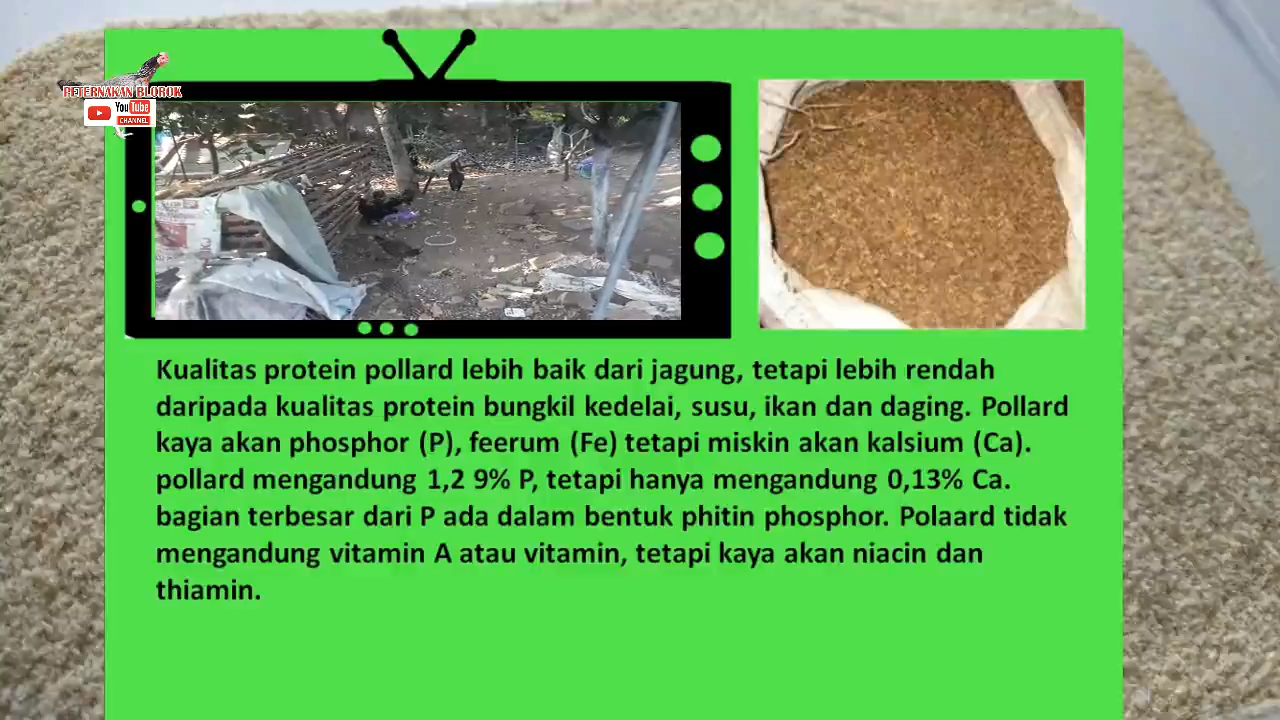 PETERNAKAN BLOROK
YouTube
CHANNEL
Kualitas protein pollard lebih baik dari jagung, tetapi lebih rendah
daripada kualitas protein bungkil kedelai, susu, ikan dan daging. Pollard
kaya akan phosphor (P), feerum (Fe) tetapi miskin akan kalsium (Ca).
pollard mengandung 1,2 9% P, tetapi hanya mengandung 0,13% Ca.
bagian terbesar dari P ada dalam bentuk phitin phosphor. Polaard tidak
mengandung vitamin A atau vitamin, tetapi kaya akan niacin dan
thiamin.